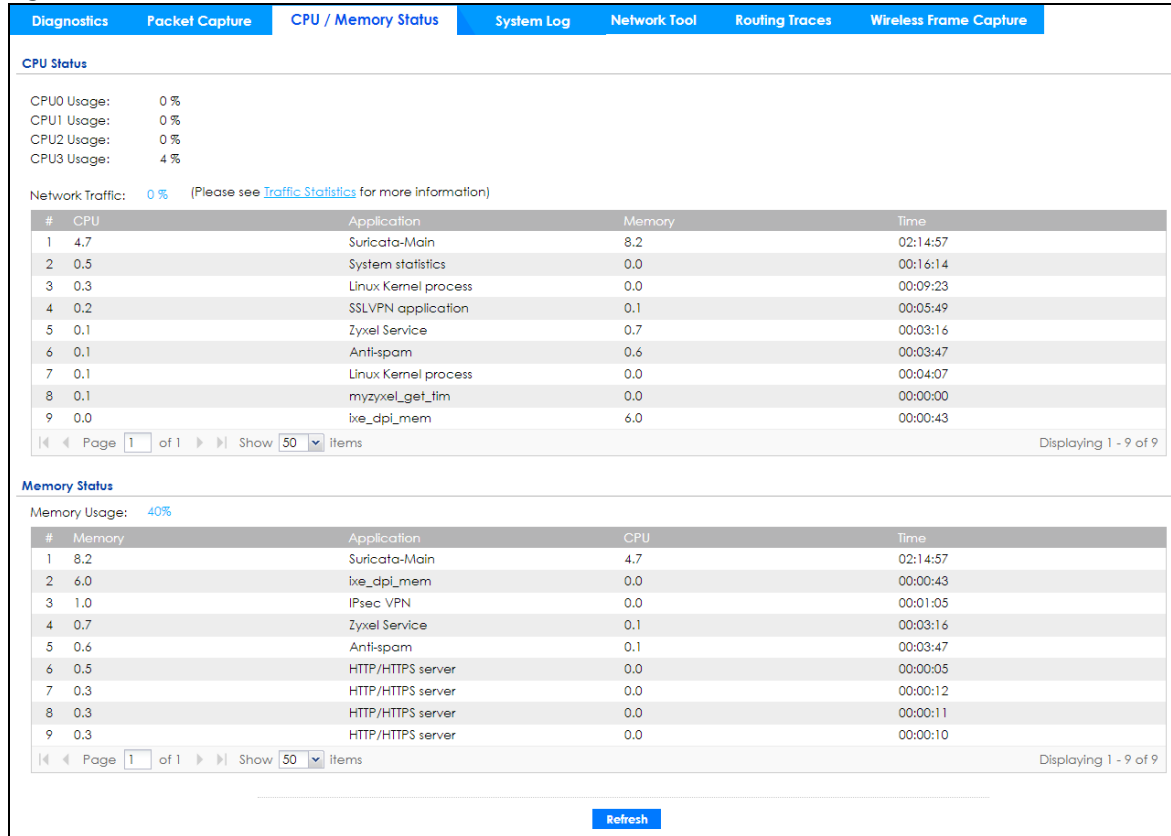 Diagnostics Packet Capture CPU / Memory Status System Log Network Tool Routing Traces Wireless Frame Capture
CPU Status
CPU0 Usage: 0 %
CPU1 Usage: 0 %
CPU2 Usage: 0 %
CPU3 Usage: 4 %
Network Traffic: 0 % (Please see Traffic Statistics for more information)
# CPU Application Memory Time
1 4.7 Suricata-Main 8.2 02:14:57
2 0.5 System statistics 0.0 00:16:14
3 0.3 Linux Kernel process 0.0 00:09:23
4 0.2 SSLVPN application 0.1 00:05:49
5 0.1 Zyxel Service 0.7 00:03:16
6 0.1 Anti-spam 0.6 00:03:47
7 0.1 Linux Kernel process 0.0 00:04:07
8 0.1 myzyxel_get_tim 0.0 00:00:00
9 0.0 ixe_dpi_mem 6.0 00:00:43
Page 1 of 1 Show 50 items Displaying 1 - 9 of 9
Memory Status
Memory Usage: 40%
# Memory Application CPU Time
1 8.2 Suricata-Main 4.7 02:14:57
2 6.0 ixe_dpi_mem 0.0 00:00:43
3 1.0 IPsec VPN 0.0 00:01:05
4 0.7 Zyxel Service 0.1 00:03:16
5 0.6 Anti-spam 0.1 00:03:47
6 0.5 HTTP/HTTPS server 0.0 00:00:05
7 0.3 HTTP/HTTPS server 0.0 00:00:12
8 0.3 HTTP/HTTPS server 0.0 00:00:11
9 0.3 HTTP/HTTPS server 0.0 00:00:10
Page 1 of 1 Show 50 items Displaying 1 - 9 of 9
Refresh